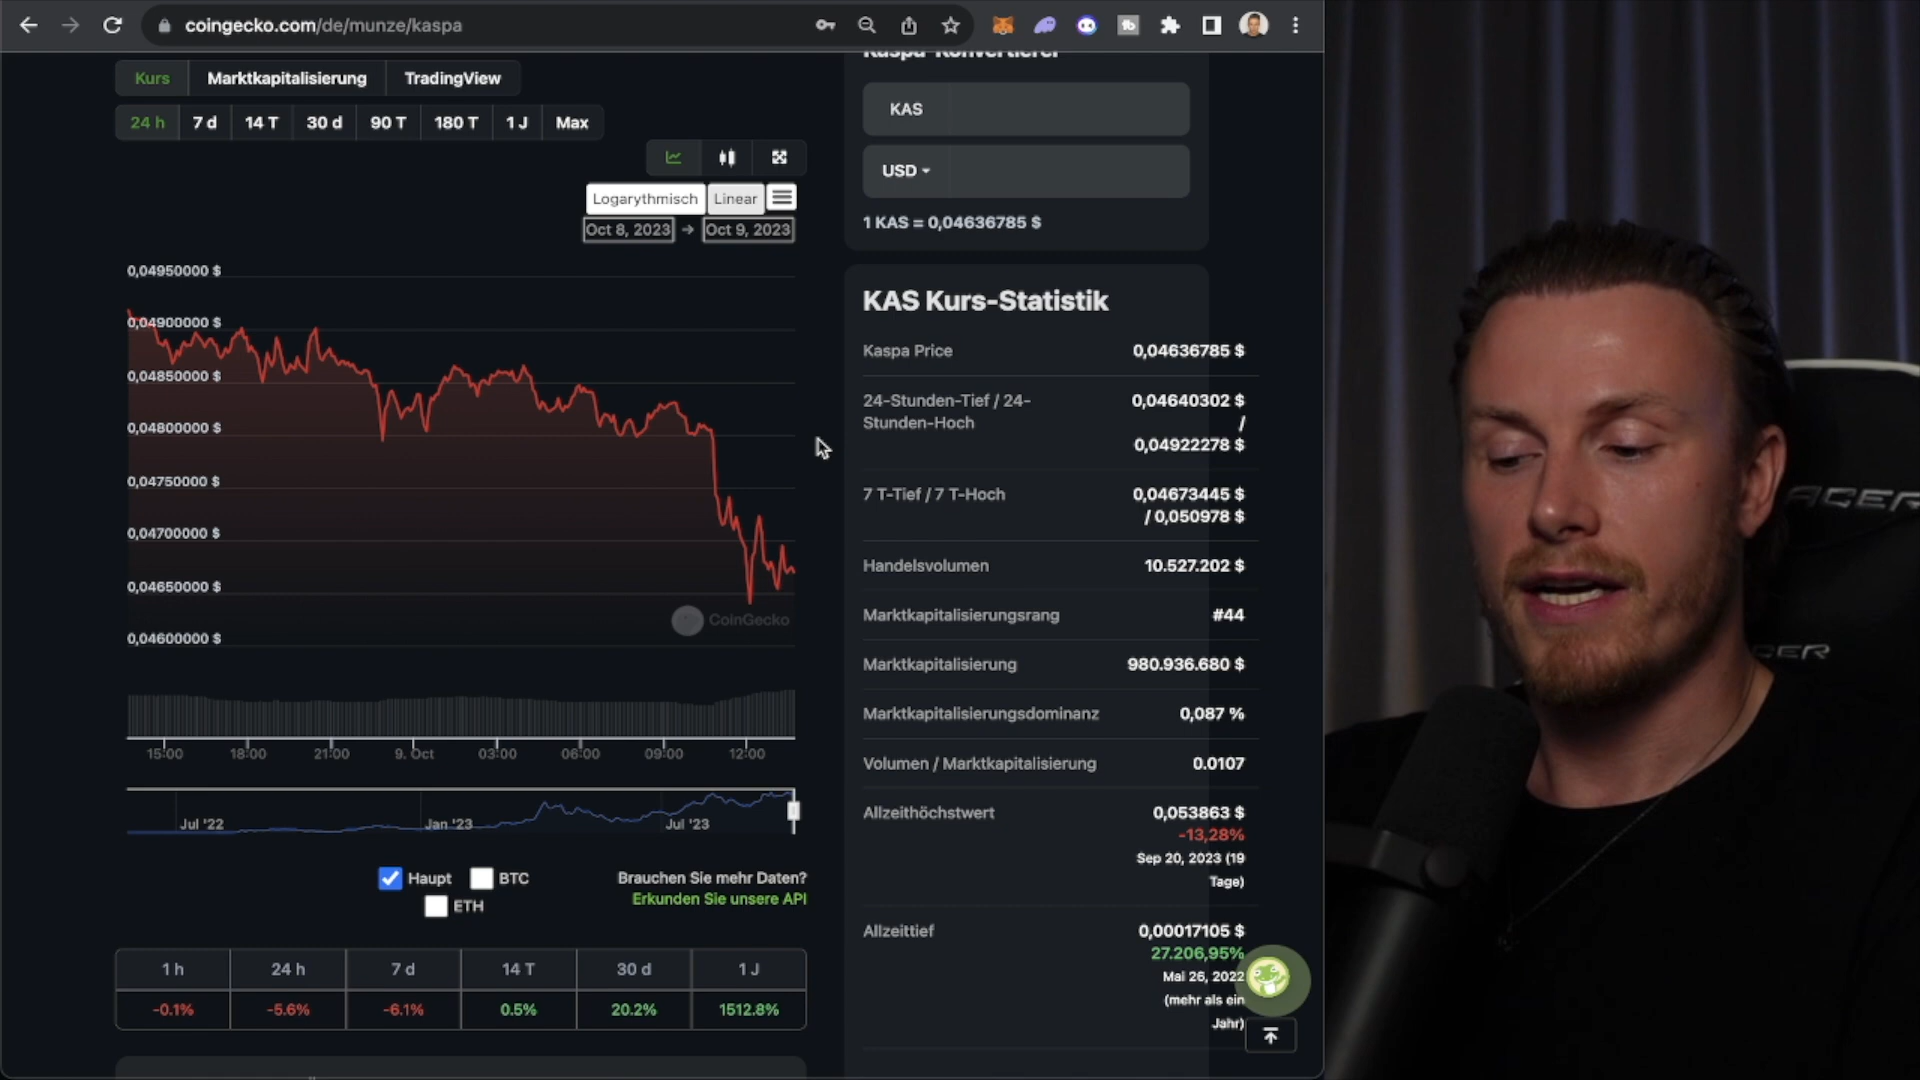 coingecko.com/de/munze/kaspa
Kurs Marktkapitalisierung TradingView
24 h 7 d 14 T 30 d 90 T 180 T 1 J Max
Logarythmisch Linear
Oct 8, 2023 → Oct 9, 2023
0,04950000 $
0,04900000 $
0,04850000 $
0,04800000 $
0,04750000 $
0,04700000 $
0,04650000 $
0,04600000 $
CoinGecko
15:00 18:00 21:00 9. Oct 03:00 06:00 09:00 12:00
Jul '22 Jan '23 Jul '23
Haupt BTC
ETH
Brauchen Sie mehr Daten?
Erkunden Sie unsere API
1 h 24 h 7 d 14 T 30 d 1 J
-0.1% -5.6% -6.1% 0.5% 20.2% 1512.8%
Kaspa-Konvertierer
KAS
USD
1 KAS = 0,04636785 $
KAS Kurs-Statistik
Kaspa Price 0,04636785 $
24-Stunden-Tief / 24- 0,04640302 $
Stunden-Hoch /
0,04922278 $
7 T-Tief / 7 T-Hoch 0,04673445 $
/ 0,050978 $
Handelsvolumen 10.527.202 $
Marktkapitalisierungsrang #44
Marktkapitalisierung 980.936.680 $
Marktkapitalisierungsdominanz 0,087 %
Volumen / Marktkapitalisierung 0.0107
Allzeithöchstwert 0,053863 $
-13,28%
Sep 20, 2023 (19
Tage)
Allzeittief 0,00017105 $
27.206,95%
Mai 26, 2022
(mehr als ein
Jahr)
ACER